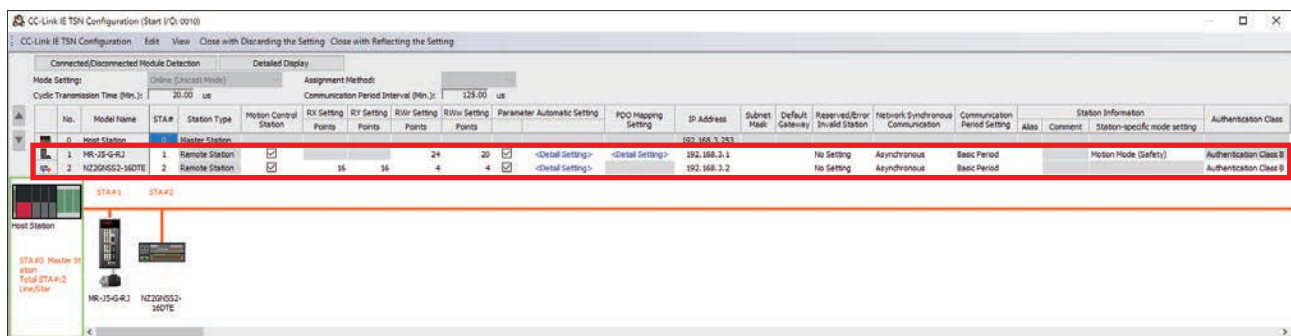 CC-Link IE TSN Configuration (Start I/O: 0010)
CC-Link IE TSN Configuration Edit View Close with Discarding the Setting Close with Reflecting the Setting
Connected/Disconnected Module Detection Detailed Display
Mode Setting: Online (Unicast Mode) Assignment Method:
Cyclic Transmission Time (Min.): 20.00 us Communication Period Interval (Min.): 125.00 us
No. Model Name STA# Station Type Motion Control Station RX Setting Points RY Setting Points RWr Setting Points RWw Setting Points Parameter Automatic Setting PDO Mapping Setting IP Address Subnet Mask Default Gateway Reserved/Error Invalid Station Network Synchronous Communication Communication Period Setting Station Information Alias Comment Station-specific mode setting Authentication Class
0 Host Station 0 Master Station 192.168.3.253
1 MR-J5-G-RJ 1 Remote Station 24 20 <Detail Setting> <Detail Setting> 192.168.3.1 No Setting Asynchronous Basic Period Motion Mode (Safety) Authentication Class B
2 NZ2GNSS2-16DTE 2 Remote Station 16 16 4 4 <Detail Setting> 192.168.3.2 No Setting Asynchronous Basic Period Authentication Class B
STA#1 STA#2
Host Station
STA#0 Master St
ation
Total STA#:2
Line/Star
MR-J5-G-RJ NZ2GNSS2-
16DTE